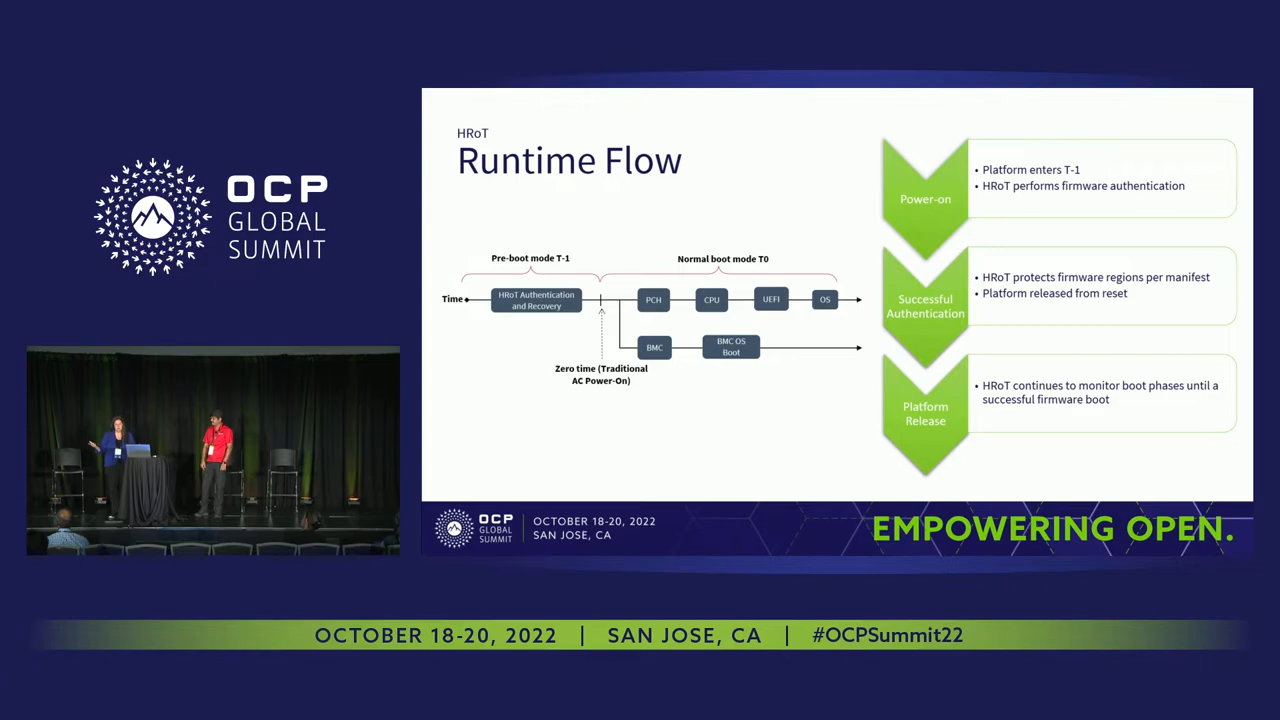 OCP
GLOBAL
SUMMIT
HRoT
Runtime Flow
Pre-boot mode T-1
Normal boot mode T0
Time
HRoT Authentication
and Recovery
PCH
CPU
UEFI
OS
BMC
BMC OS
Boot
Zero time (Traditional
AC Power-On)
Power-on
• Platform enters T-1
• HRoT performs firmware authentication
Successful
Authentication
• HRoT protects firmware regions per manifest
• Platform released from reset
Platform
Release
• HRoT continues to monitor boot phases until a
successful firmware boot
OCP
GLOBAL
SUMMIT
OCTOBER 18-20, 2022
SAN JOSE, CA
EMPOWERING OPEN.
OCTOBER 18-20, 2022 | SAN JOSE, CA | #OCPSummit22